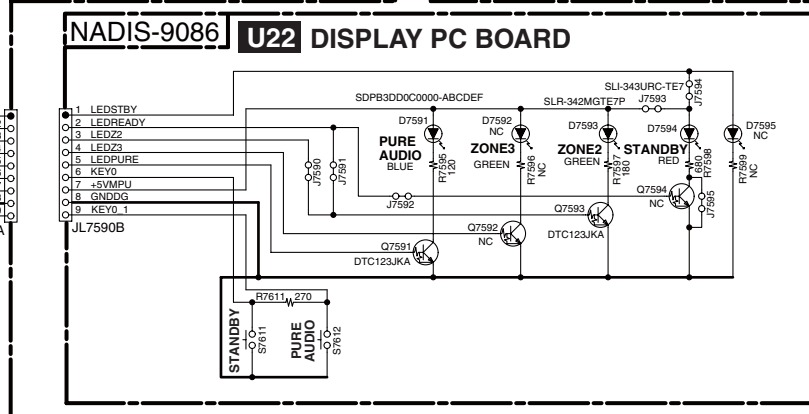 NADIS-9086
U22 DISPLAY PC BOARD
1 LEDSTBY
2 LEDREADY
3 LEDZ2
4 LEDZ3
5 LEDPURE
6 KEY0
7 +5VMPU
8 GNDDG
9 KEY0_1
JL7590B
A
SDPB3DD0C0000-ABCDEF
SLR-342MGTE7P
SLI-343URC-TE7
J7593
J7594
D7591
PURE
AUDIO
BLUE
R7595
120
D7592
NC
ZONE3
GREEN
R7596
NC
D7593
ZONE2
GREEN
R7597
180
D7594
STANDBY
RED
R7598
680
D7595
NC
R7599
NC
J7590
J7591
J7592
Q7594
NC
J7595
Q7593
DTC123JKA
Q7592
NC
Q7591
DTC123JKA
R7611 270
STANDBY
S7611
PURE
AUDIO
S7612